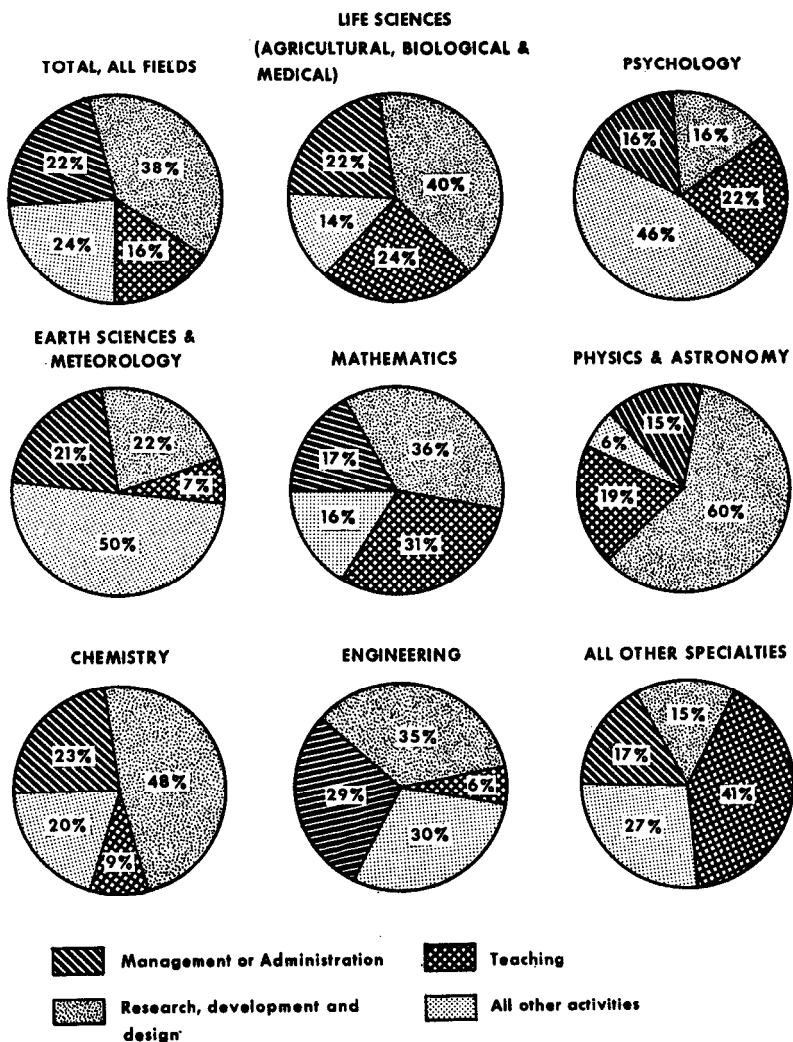 TOTAL, ALL FIELDS
22%
38%
24%
16%
LIFE SCIENCES
(AGRICULTURAL, BIOLOGICAL &
MEDICAL)
22%
40%
14%
24%
PSYCHOLOGY
16%
16%
22%
46%
EARTH SCIENCES &
METEOROLOGY
21%
22%
7%
50%
MATHEMATICS
17%
36%
16%
31%
PHYSICS & ASTRONOMY
15%
6%
19%
60%
CHEMISTRY
23%
48%
20%
9%
ENGINEERING
35%
29%
6%
30%
ALL OTHER SPECIALTIES
15%
17%
41%
27%
Management or Administration
Teaching
Research, development and
design
All other activities